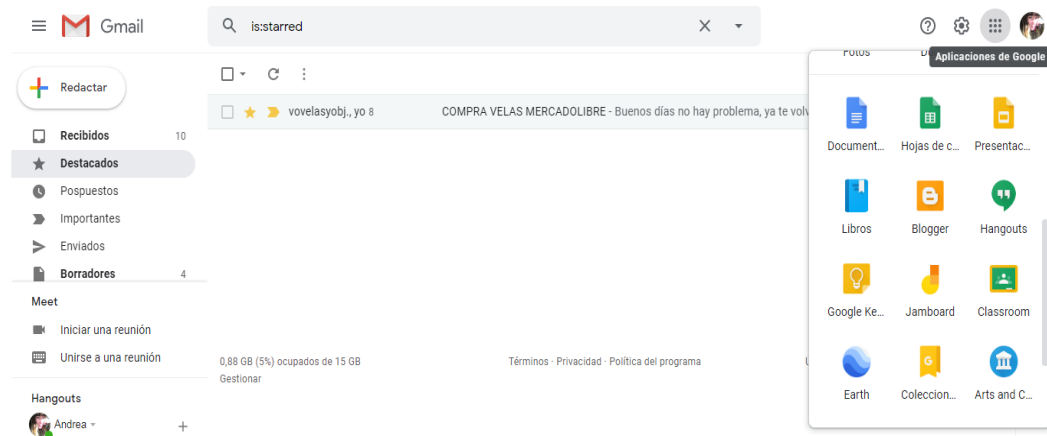 Gmail
is:starred
Fotos
Aplicaciones de Google
Redactar
Recibidos 10
Destacados
Pospuestos
Importantes
Enviados
Borradores 4
Meet
Iniciar una reunión
Unirse a una reunión
Hangouts
Andrea
vovelasyobj., yo 8 COMPRA VELAS MERCADOLIBRE - Buenos días no hay problema, ya te volv
0,88 GB (5%) ocupados de 15 GB
Gestionar
Términos · Privacidad · Política del programa
Document... Hojas de c... Presentac...
Libros Blogger Hangouts
Google Ke... Jamboard Classroom
G
Earth Coleccion... Arts and C...